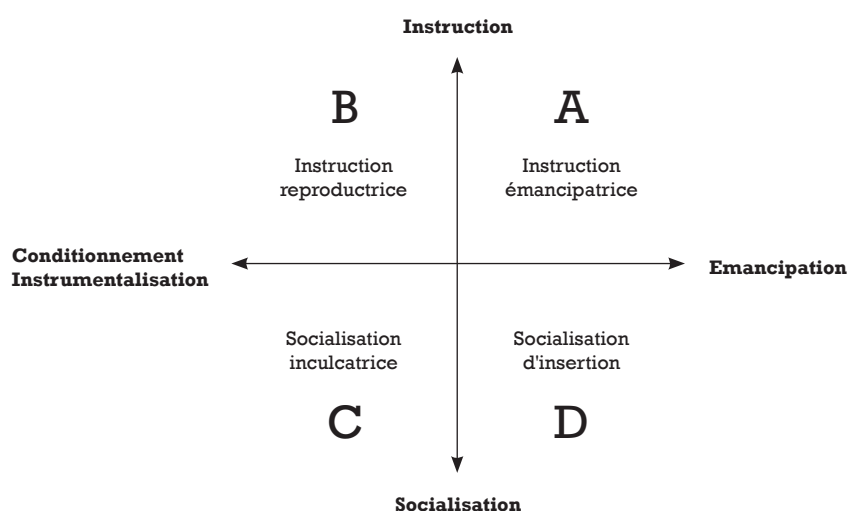 Instruction
B
A
Instruction
reproductrice
Instruction
émancipatrice
Conditionnement
Instrumentalisation
Emancipation
Socialisation
inculcatrice
Socialisation
d'insertion
C
D
Socialisation